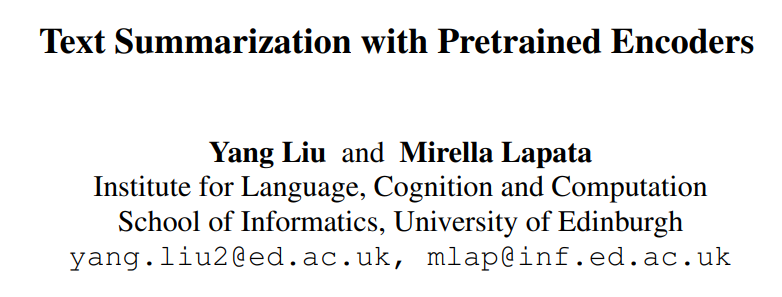 Text Summarization with Pretrained Encoders
Yang Liu and Mirella Lapata
Institute for Language, Cognition and Computation
School of Informatics, University of Edinburgh
yang.liu2@ed.ac.uk, mlap@inf.ed.ac.uk